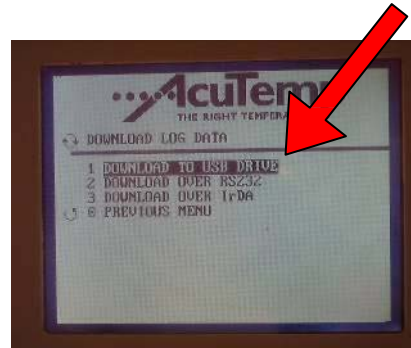 AcuTemp
THE RIGHT TEMPERA
DOWNLOAD LOG DATA
1 DOWNLOAD TO USB DRIVE
2 DOWNLOAD OVER RS232
3 DOWNLOAD OVER IrDA
6 PREVIOUS MENU